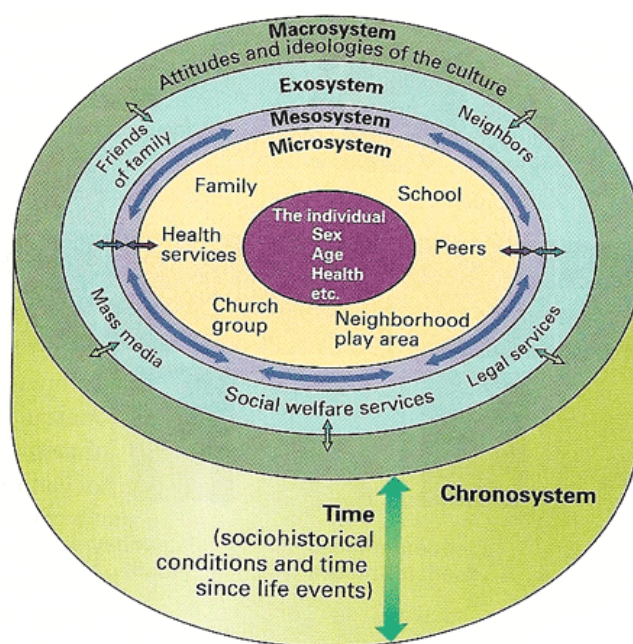 Macrosystem
Attitudes and ideologies of the culture
Exosystem
Mesosystem
Microsystem
Friends
of family
Neighbors
Family
School
The individual
Sex
Age
Health
etc.
Health
services
Peers
Church
group
Neighborhood
play area
Mass media
Social welfare services
Legal services
Chronosystem
Time
(sociohistorical
conditions and time
since life events)